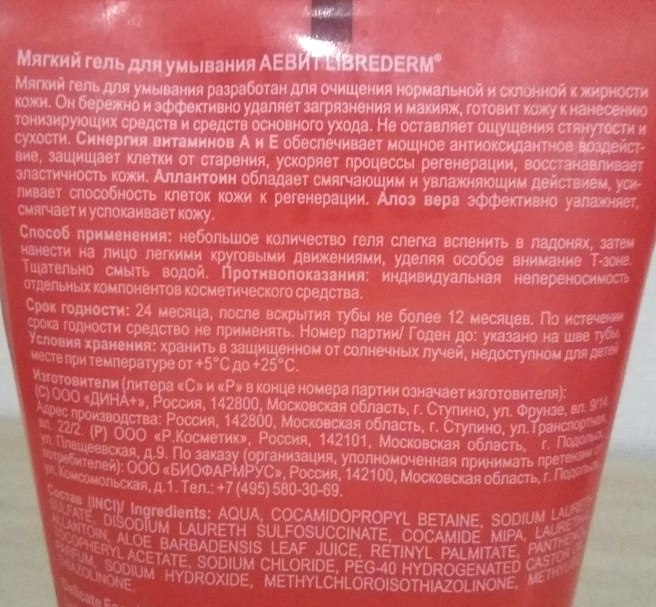 Мягкий гель для умывания АЕВИТ LIBREDERM®
Мягкий гель для умывания разработан для очищения нормальной и склонной к жирности
кожи. Он бережно и эффективно удаляет загрязнения и макияж, готовит кожу к нанесению
тонизирующих средств и средств основного ухода. Не оставляет ощущения стянутости и
сухости. Синергия витаминов А и Е обеспечивает мощное антиоксидантное воздейст-
вие, защищает клетки от старения, ускоряет процессы регенерации, восстанавливает
эластичность кожи. Аллантоин обладает смягчающим и увлажняющим действием, уси-
ливает способность клеток кожи к регенерации. Алоэ вера эффективно увлажняет,
смягчает и успокаивает кожу.
Способ применения: небольшое количество геля слегка вспенить в ладонях, затем
нанести на лицо легкими круговыми движениями, уделяя особое внимание Т-зоне.
Тщательно смыть водой. Противопоказания: индивидуальная непереносимость
отдельных компонентов косметического средства.
Срок годности: 24 месяца, после вскрытия тубы не более 12 месяцев. По истечении
срока годности средство не применять. Номер партии/ Годен до: указано на шве тубы.
Условия хранения: хранить в защищенном от солнечных лучей, недоступном для детей
месте при температуре от +5°С до +25°С.
Изготовители (литера «С» и «Р» в конце номера партии означает изготовителя):
(С) ООО «ДИНА+», Россия, 142800, Московская область, г. Ступино, ул. Фрунзе, вл. 9/14
Адрес производства: Россия, 142800, Московская область, г. Ступино, ул. Транспортная,
вл. 22/2. (Р) ООО «Р.Косметик», Россия, 142101, Московская область, г. Подольск,
ул. Плещеевская, д.9. По заказу (организация, уполномоченная принимать претензии от
потребителей): ООО «БИОФАРМРУС», Россия, 142100, Московская область, г. Подольск,
ул. Комсомольская, д.1. Тел.: +7 (495) 580-30-69.
Состав (INCI)/ Ingredients: AQUA, COCAMIDOPROPYL BETAINE, SODIUM LAURETH
SULFATE, DISODIUM LAURETH SULFOSUCCINATE, COCAMIDE MIPA,
ALLANTOIN, ALOE BARBADENSIS LEAF JUICE, RETINYL PALMITATE, PANTHENOL,
TOCOPHERYL ACETATE, SODIUM CHLORIDE, PEG-40 HYDROGENATED CASTOR OIL,
PARFUM, SODIUM HYDROXIDE, METHYLCHLOROISOTHIAZOLINONE,
Delicate